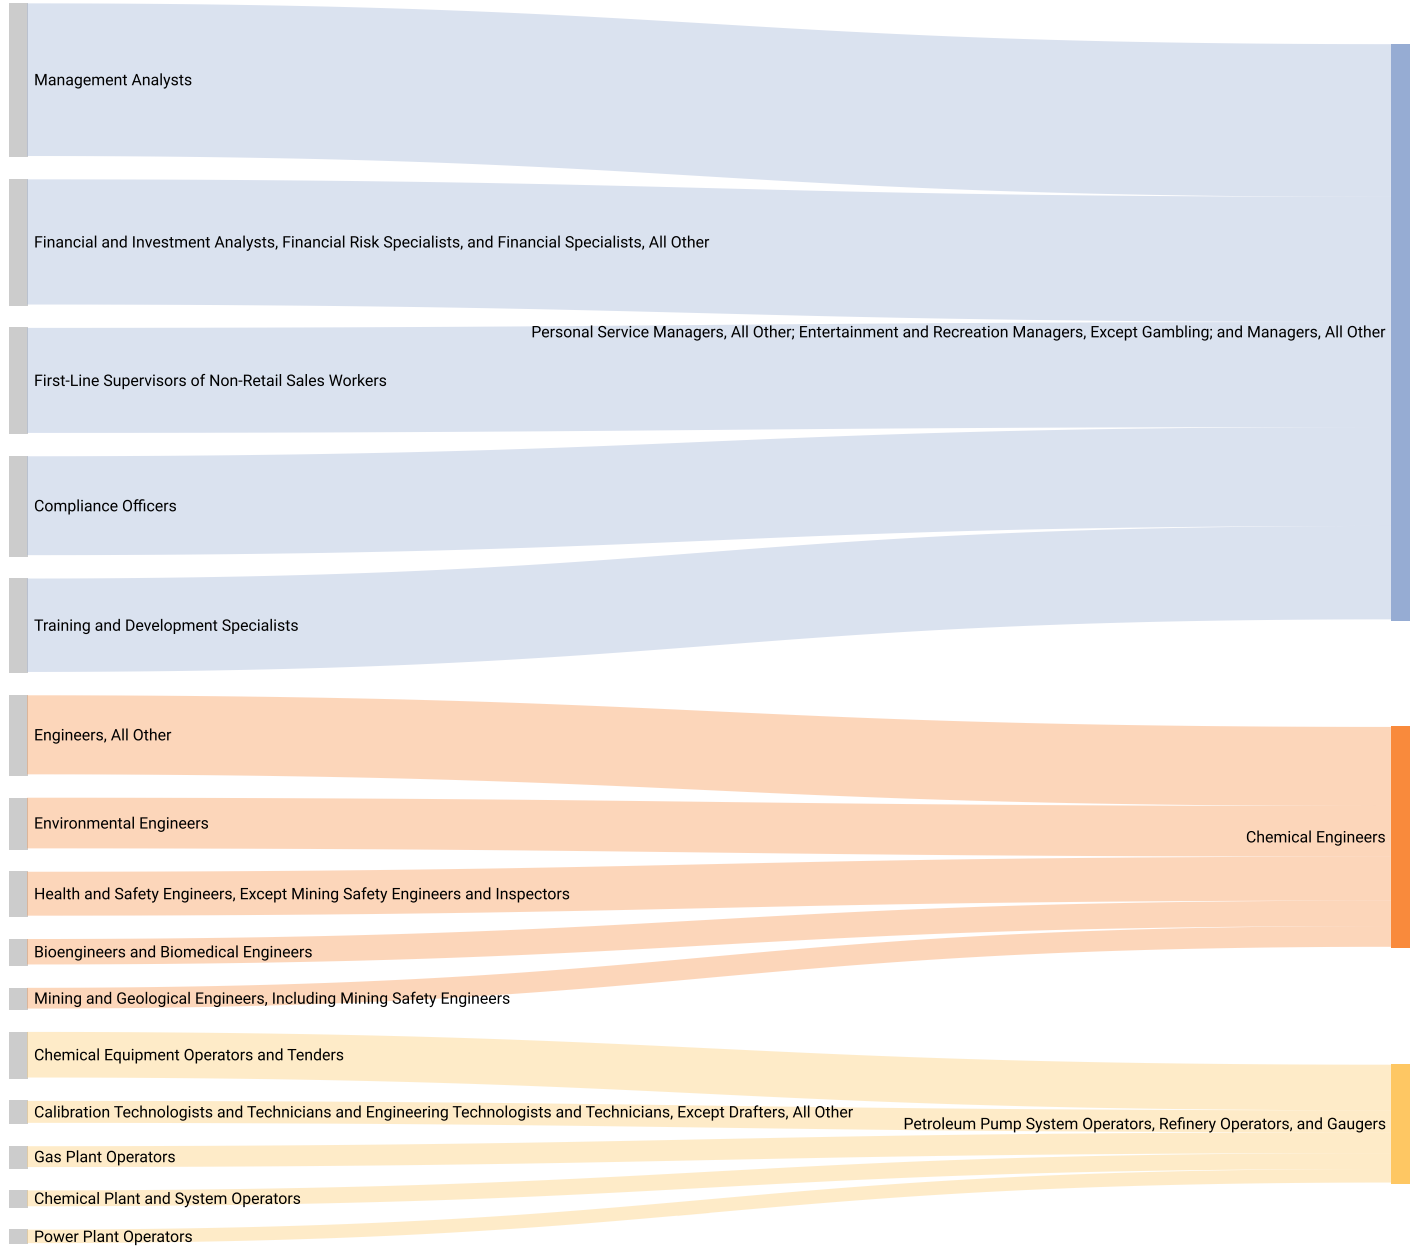 Management Analysts
Financial and Investment Analysts, Financial Risk Specialists, and Financial Specialists, All Other
Personal Service Managers, All Other; Entertainment and Recreation Managers, Except Gambling; and Managers, All Other
First-Line Supervisors of Non-Retail Sales Workers
Compliance Officers
Training and Development Specialists
Engineers, All Other
Environmental Engineers
Chemical Engineers
Health and Safety Engineers, Except Mining Safety Engineers and Inspectors
Bioengineers and Biomedical Engineers
Mining and Geological Engineers, Including Mining Safety Engineers
Chemical Equipment Operators and Tenders
Calibration Technologists and Technicians and Engineering Technologists and Technicians, Except Drafters, All Other
Petroleum Pump System Operators, Refinery Operators, and Gaugers
Gas Plant Operators
Chemical Plant and System Operators
Power Plant Operators